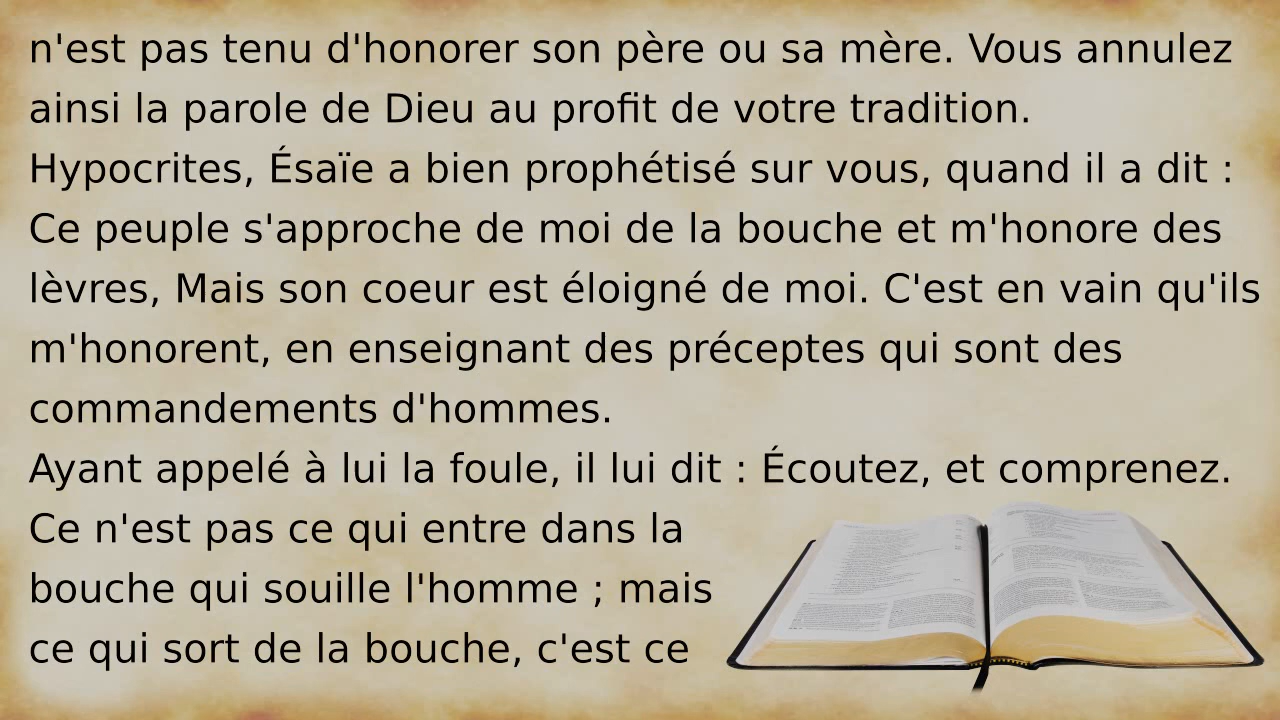 n'est pas tenu d'honorer son père ou sa mère. Vous annulez
ainsi la parole de Dieu au profit de votre tradition.
Hypocrites, Ésaïe a bien prophétisé sur vous, quand il a dit :
Ce peuple s'approche de moi de la bouche et m'honore des
lèvres, Mais son coeur est éloigné de moi. C'est en vain qu'ils
m'honorent, en enseignant des préceptes qui sont des
commandements d'hommes.
Ayant appelé à lui la foule, il lui dit : Écoutez, et comprenez.
Ce n'est pas ce qui entre dans la
bouche qui souille l'homme ; mais
ce qui sort de la bouche, c'est ce